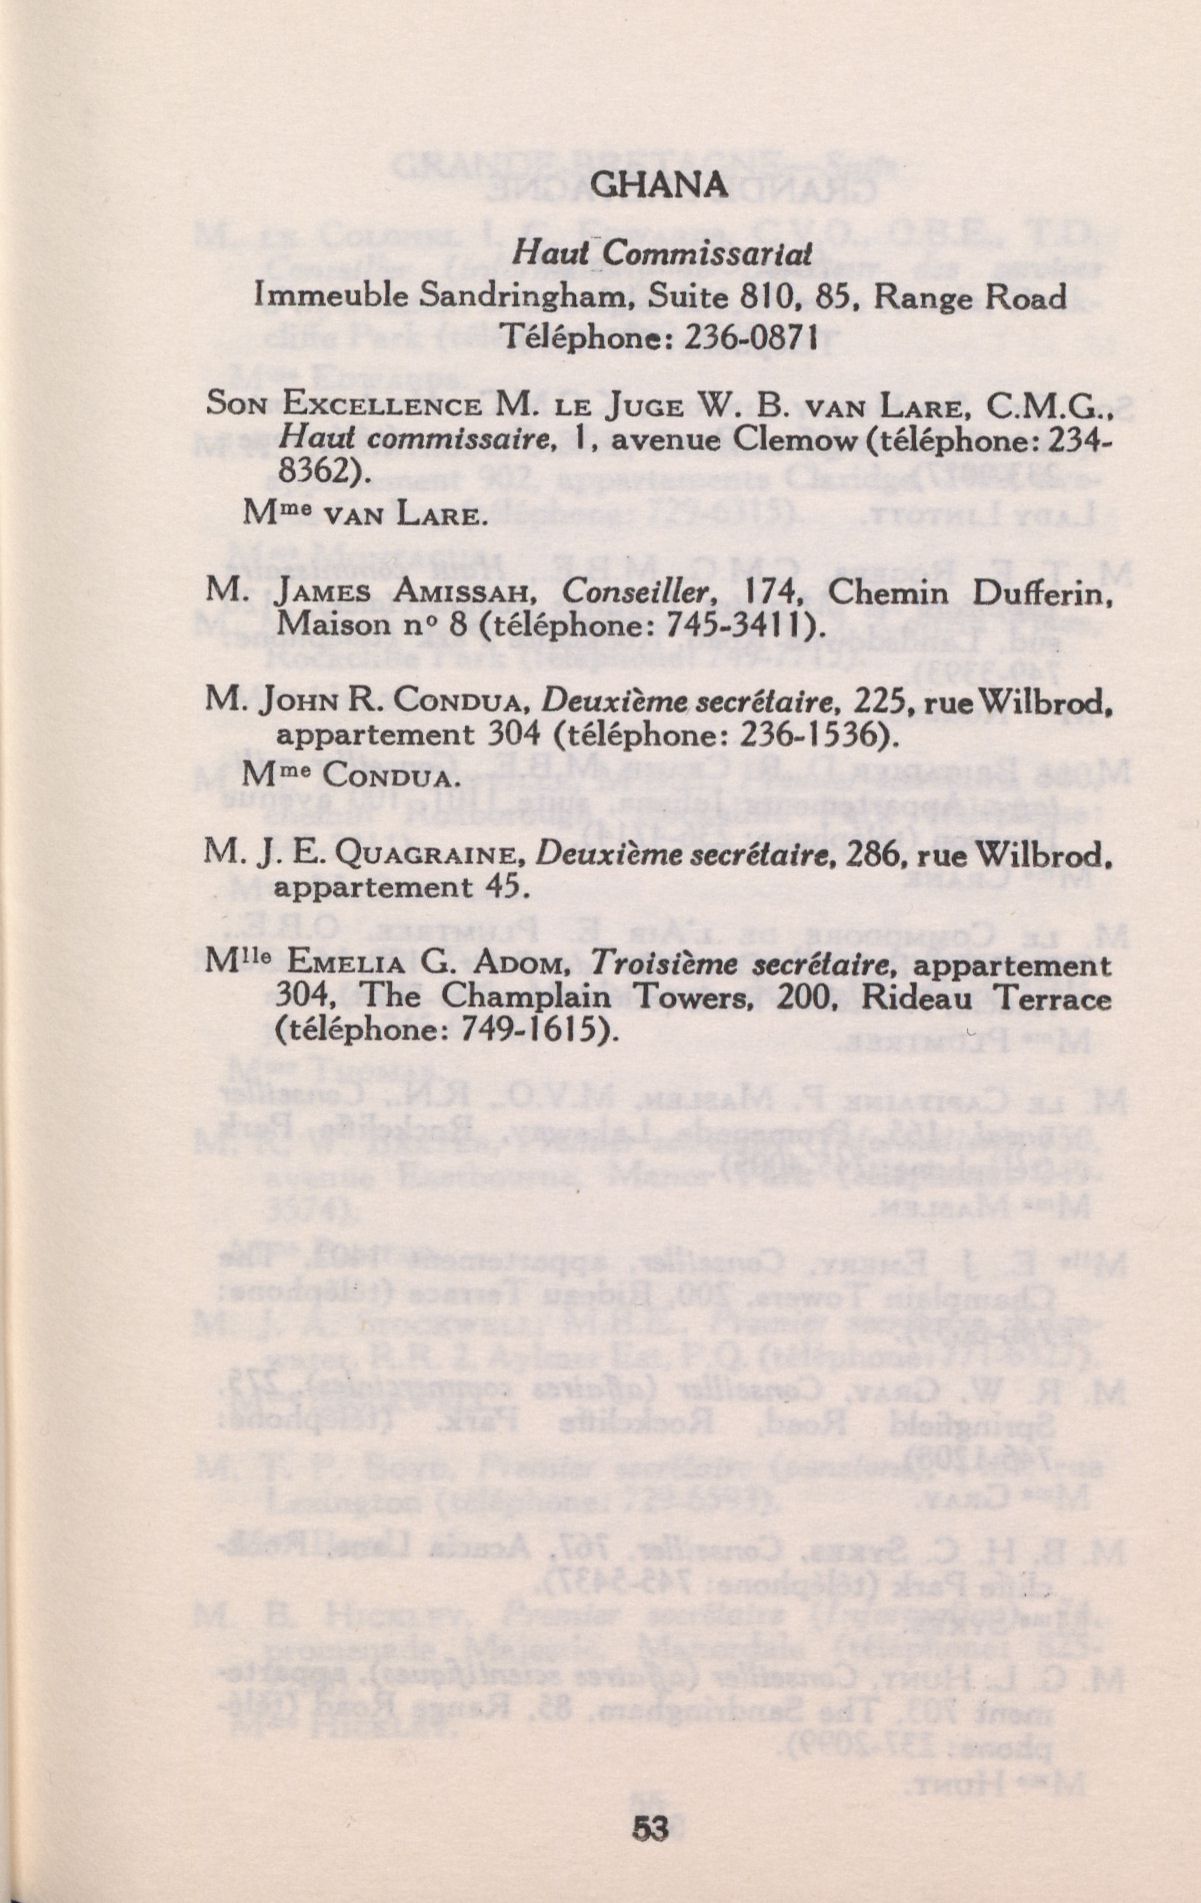 GHANA
Haut Commissariat
Immeuble Sandringham, Suite 810, 85, Range Road
Téléphone: 236-0871
SON EXCELLENCE M. LE JUGE W. B. VAN LARE, C.M.G.,
Haut commissaire, 1, avenue Clemow (téléphone: 234-
8362).
Mme VAN LARE.
M. JAMES AMISSAH, Conseiller, 174, Chemin Dufferin,
Maison nº 8 (téléphone: 745-3411).
M. JOHN R. CONDUA, Deuxième secrétaire, 225, rue Wilbrod,
appartement 304 (téléphone: 236-1536).
Mme CONDUA.
M. J. E. QUAGRAINE, Deuxième secrétaire, 286, rue Wilbrod,
appartement 45.
Mlle EMELIA G. ADOM, Troisième secrétaire, appartement
304, The Champlain Towers, 200, Rideau Terrace
(téléphone: 749-1615).
53